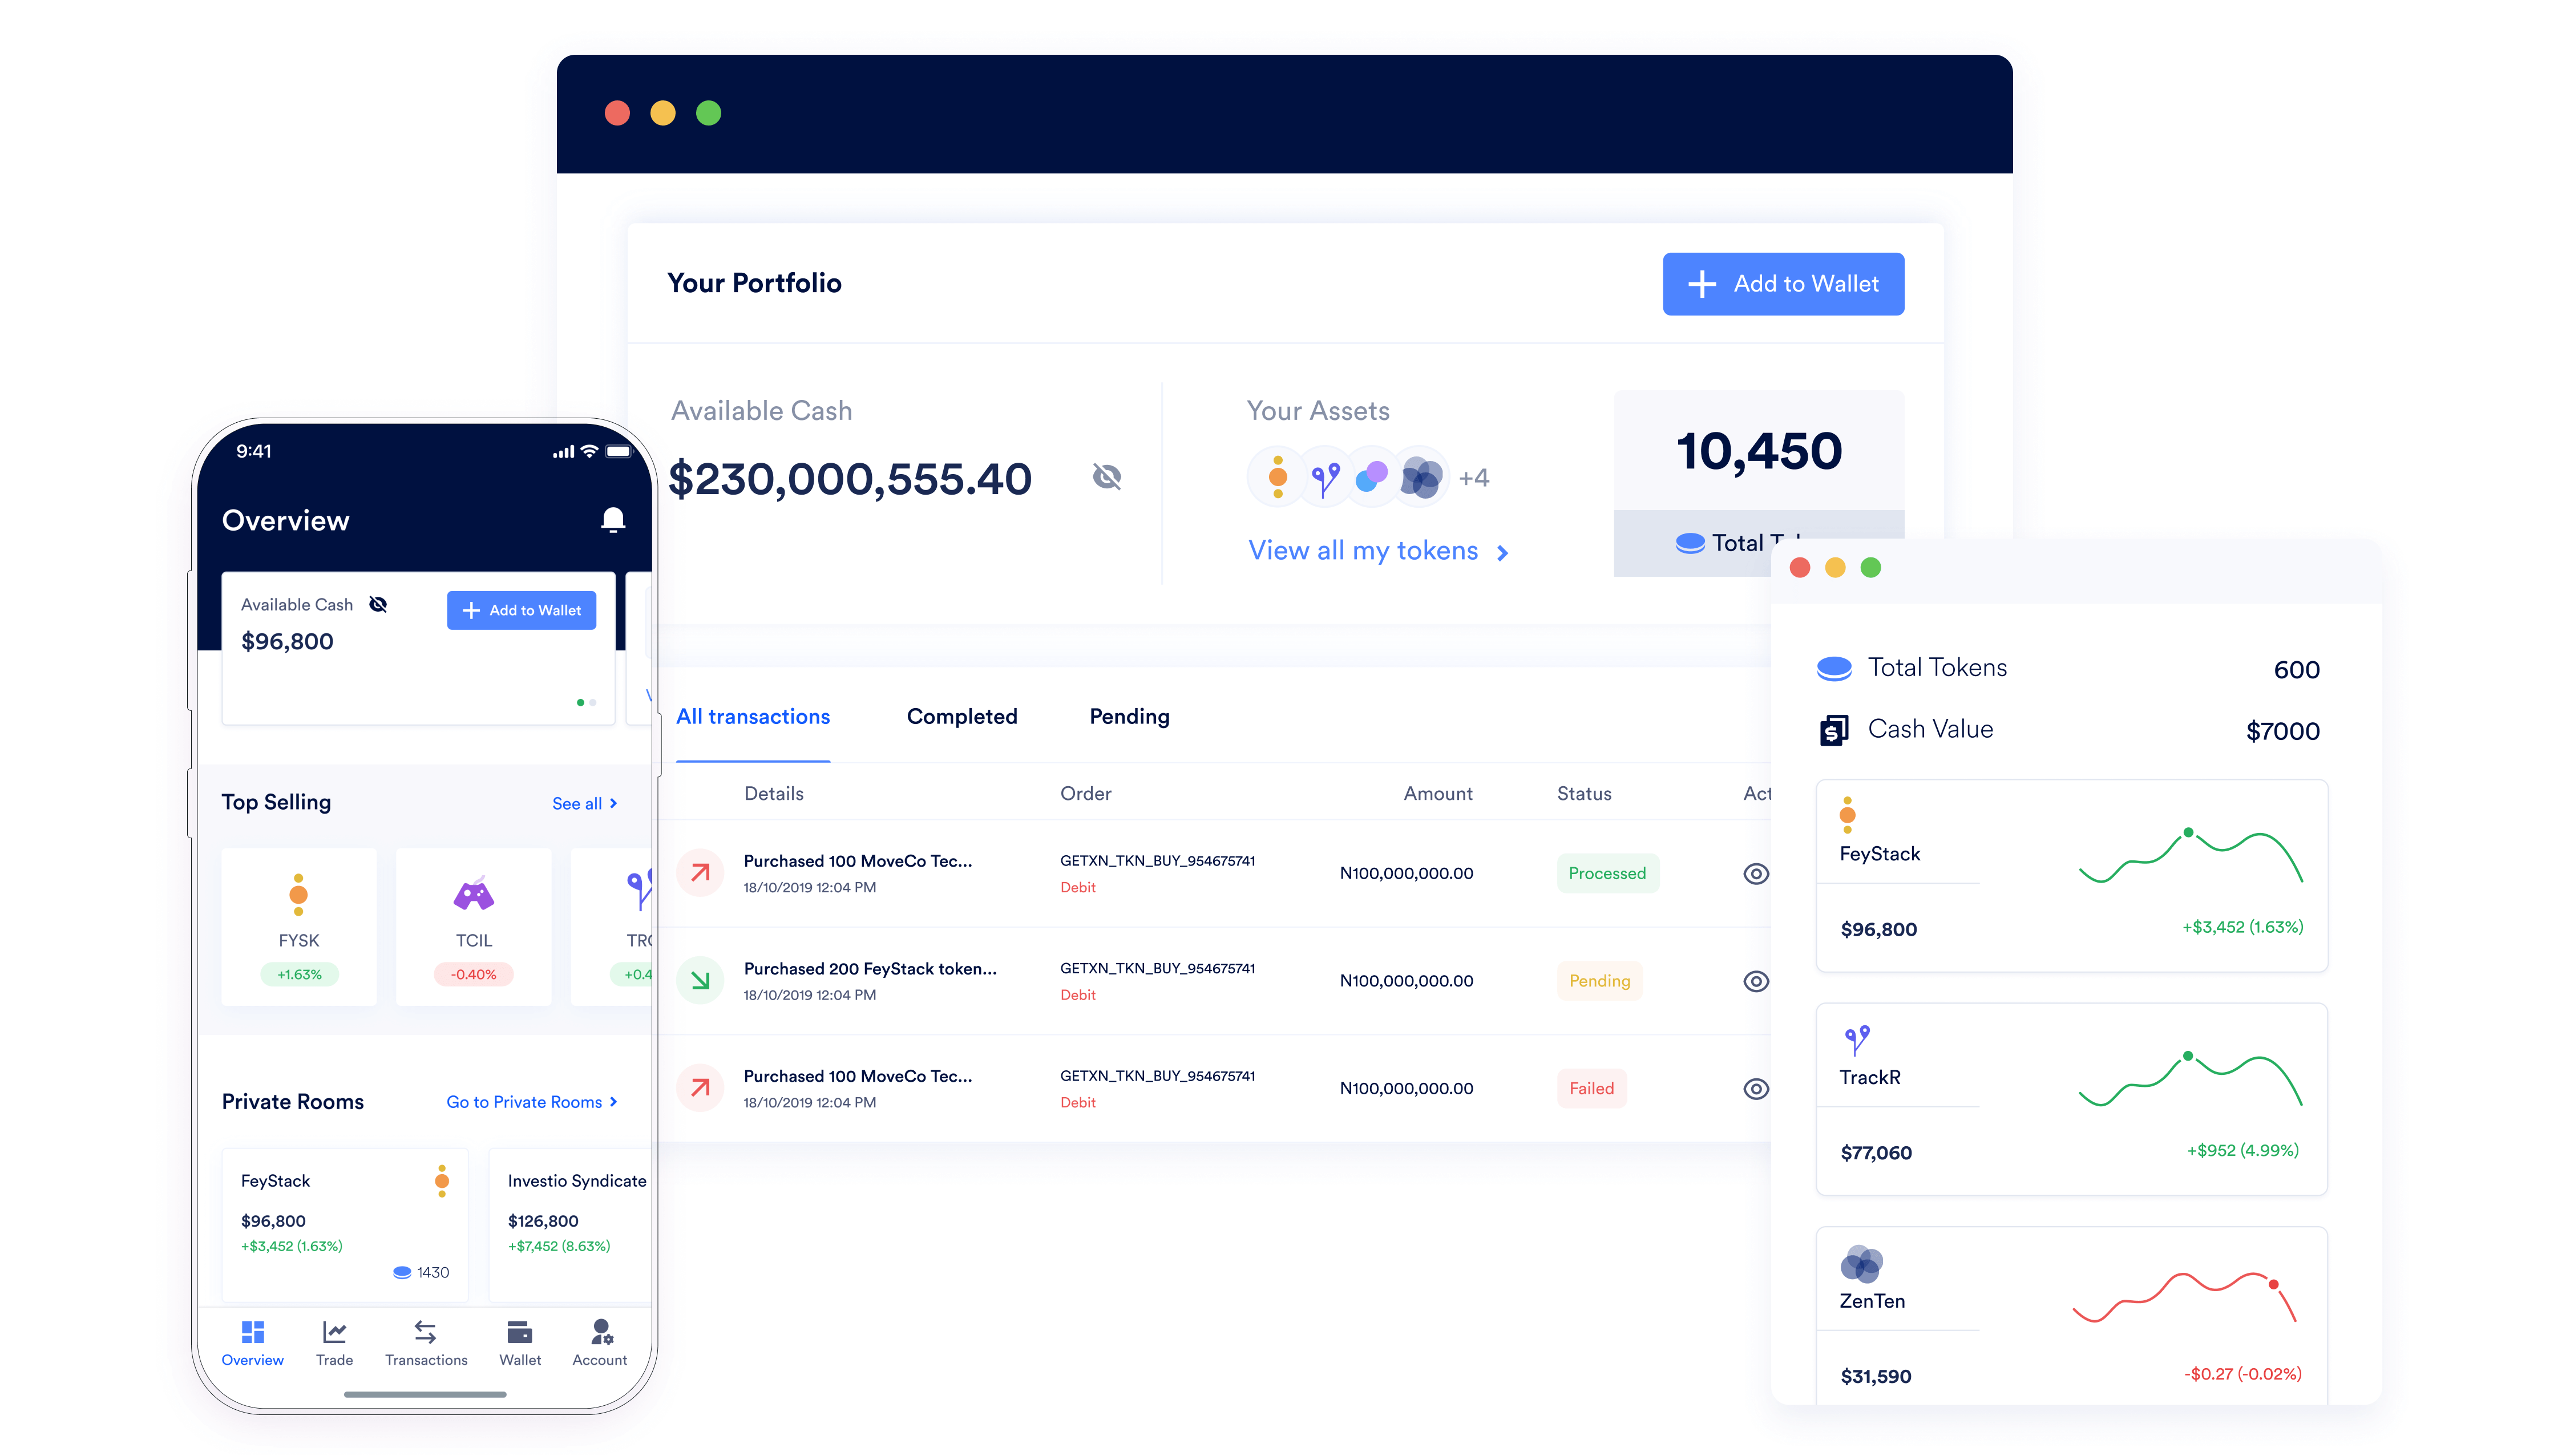 Your Portfolio
Add to Wallet
Available Cash
$230,000,555.40
Your Assets
+4
View all my tokens
10,450
Total
All transactions
Completed
Pending
Details
Order
Amount
Status
Act
Purchased 100 MoveCo Tec...
18/10/2019 12:04 PM
GETXN_TKN_BUY_954675741
Debit
N100,000,000.00
Processed
Purchased 200 FeyStack token...
18/10/2019 12:04 PM
GETXN_TKN_BUY_954675741
Debit
N100,000,000.00
Pending
Purchased 100 MoveCo Tec...
18/10/2019 12:04 PM
GETXN_TKN_BUY_954675741
Debit
N100,000,000.00
Failed
9:41
Overview
Available Cash
Add to Wallet
$96,800
Top Selling
See all
FYSK
+1.63%
TCIL
-0.40%
TR
+0.4
Private Rooms
Go to Private Rooms
FeyStack
$96,800
+$3,452 (1.63%)
1430
Investio Syndicate
$126,800
+$7,452 (8.63%)
Overview
Trade
Transactions
Wallet
Account
Total Tokens
600
Cash Value
$7000
FeyStack
$96,800
+$3,452 (1.63%)
TrackR
$77,060
+$952 (4.99%)
ZenTen
$31,590
-$0.27 (-0.02%)